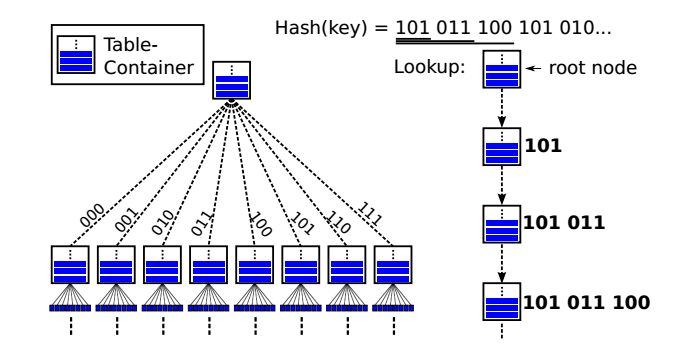 Hash(key) = 101 011 100 101 010...
Table-
Container
Lookup:
root node
101
000
001
010
011
100
101
110
111
101 011
101 011 100